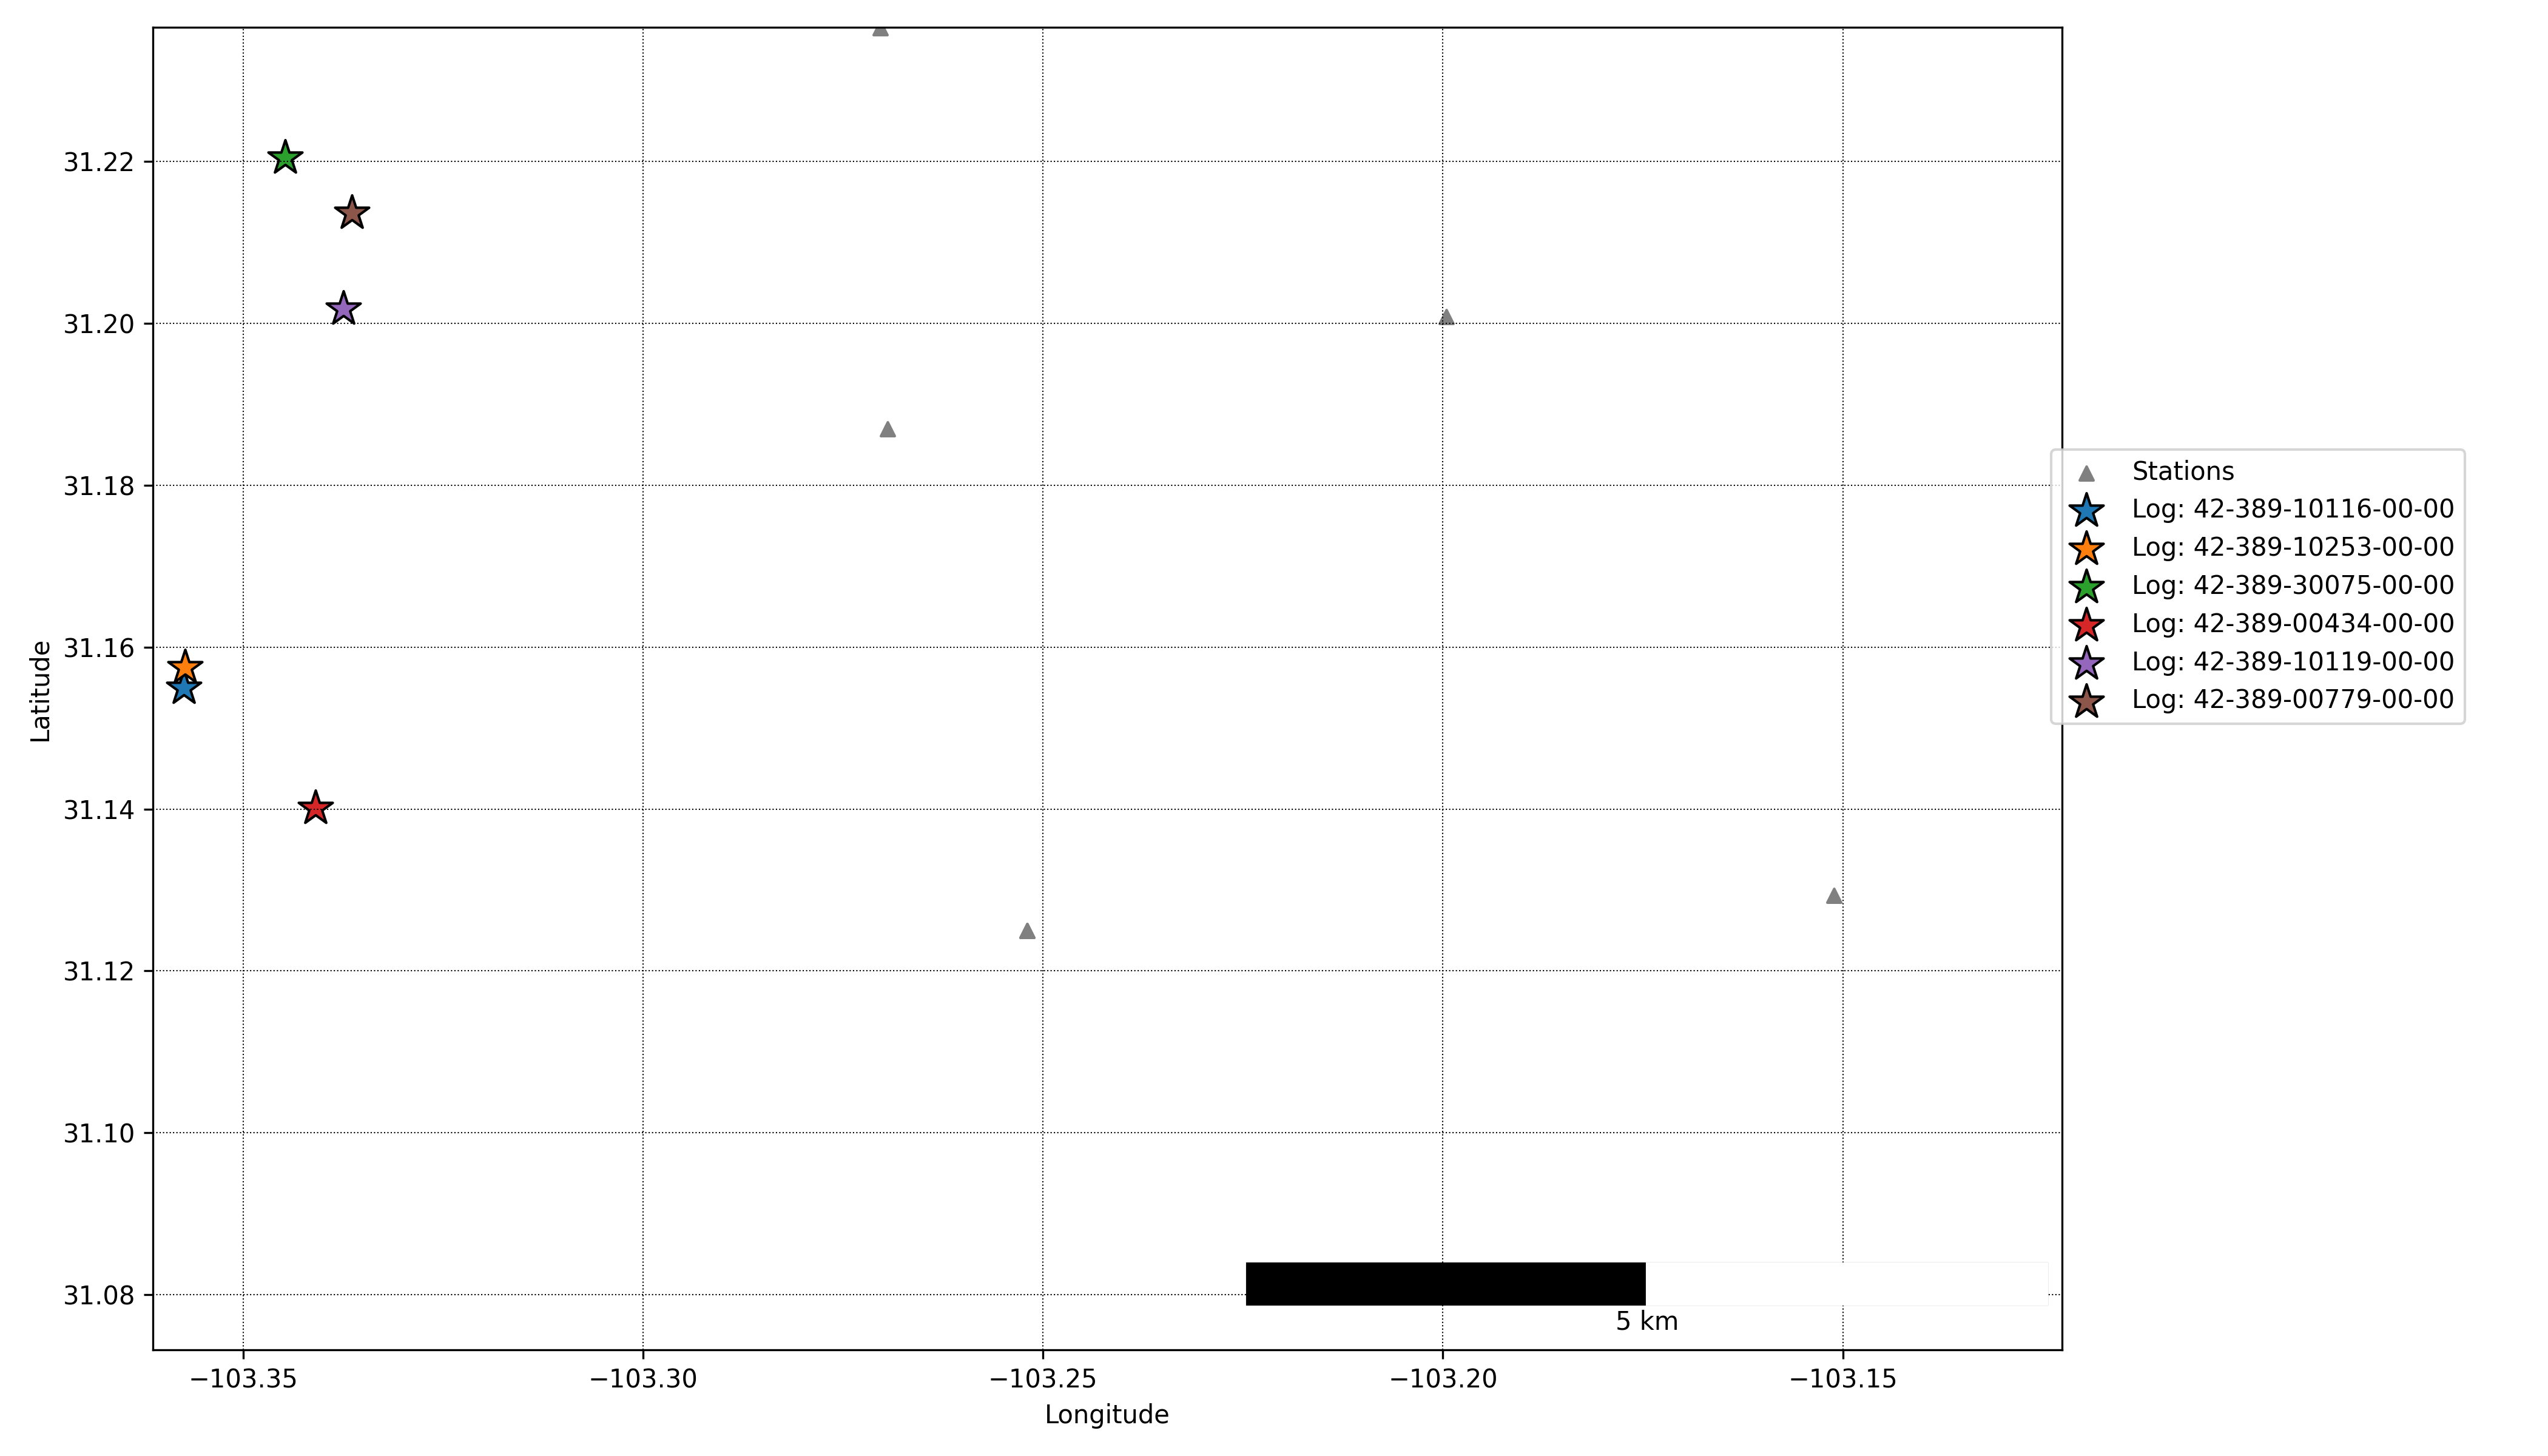 31.22
31.20
31.18
31.16
31.14
31.12
31.10
31.08
Latitude
−103.35
−103.30
−103.25
−103.20
−103.15
Longitude
5 km
Stations
Log: 42-389-10116-00-00
Log: 42-389-10253-00-00
Log: 42-389-30075-00-00
Log: 42-389-00434-00-00
Log: 42-389-10119-00-00
Log: 42-389-00779-00-00